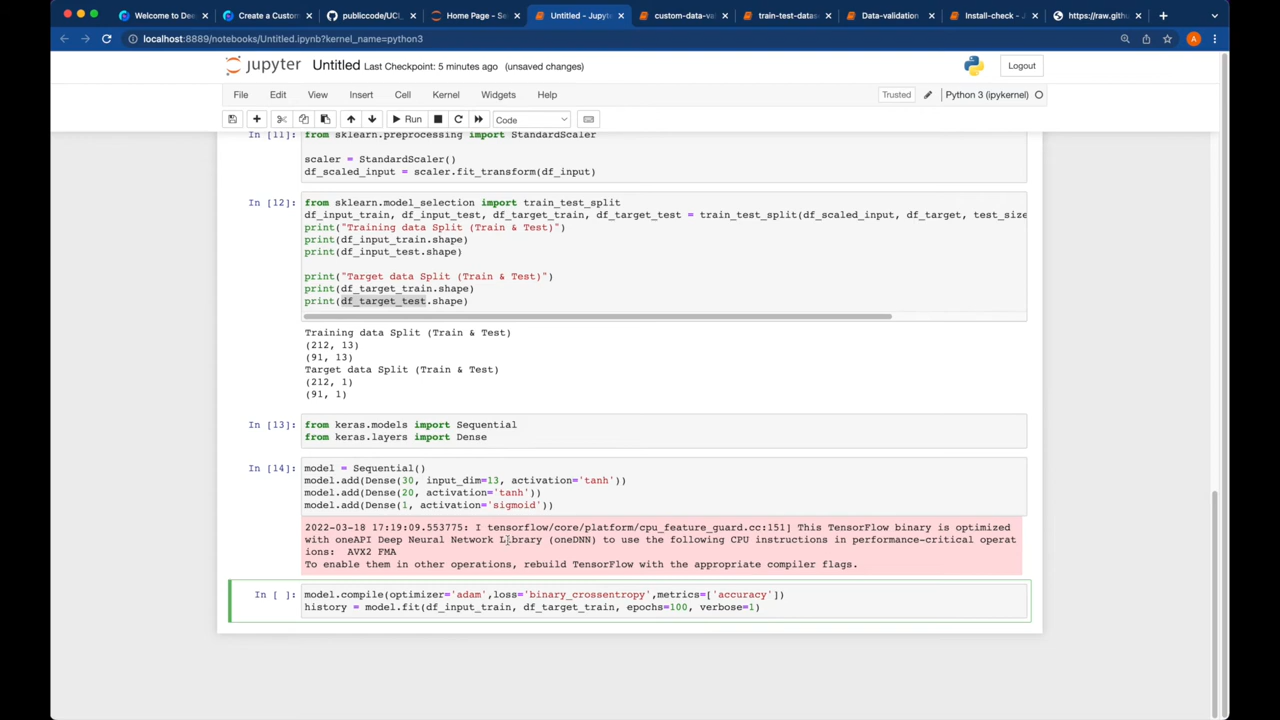 Welcome to Dee
Create a Custom
publiccode/UCI_
Home Page - Se
Untitled - Jupyte
custom-data-va
train-test-datas
Data-validation
Install-check - J
https://raw.githu
localhost:8889/notebooks/Untitled.ipynb?kernel_name=python3
A
jupyter Untitled Last Checkpoint: 5 minutes ago (unsaved changes)
Logout
File Edit View Insert Cell Kernel Widgets Help
Trusted
Python 3 (ipykernel)
Run
Code
In [11]: from sklearn.preprocessing import StandardScaler
scaler = StandardScaler()
df_scaled_input = scaler.fit_transform(df_input)
In [12]: from sklearn.model_selection import train_test_split
df_input_train, df_input_test, df_target_train, df_target_test = train_test_split(df_scaled_input, df_target, test_size
print("Training data Split (Train & Test)")
print(df_input_train.shape)
print(df_input_test.shape)
print("Target data Split (Train & Test)")
print(df_target_train.shape)
print(df_target_test.shape)
Training data Split (Train & Test)
(212, 13)
(91, 13)
Target data Split (Train & Test)
(212, 1)
(91, 1)
In [13]: from keras.models import Sequential
from keras.layers import Dense
In [14]: model = Sequential()
model.add(Dense(30, input_dim=13, activation='tanh'))
model.add(Dense(20, activation='tanh'))
model.add(Dense(1, activation='sigmoid'))
2022-03-18 17:19:09.553775: I tensorflow/core/platform/cpu_feature_guard.cc:151] This TensorFlow binary is optimized
with oneAPI Deep Neural Network Library (oneDNN) to use the following CPU instructions in performance-critical operat
ions: AVX2 FMA
To enable them in other operations, rebuild TensorFlow with the appropriate compiler flags.
In [ ]: model.compile(optimizer='adam',loss='binary_crossentropy',metrics=['accuracy'])
history = model.fit(df_input_train, df_target_train, epochs=100, verbose=1)